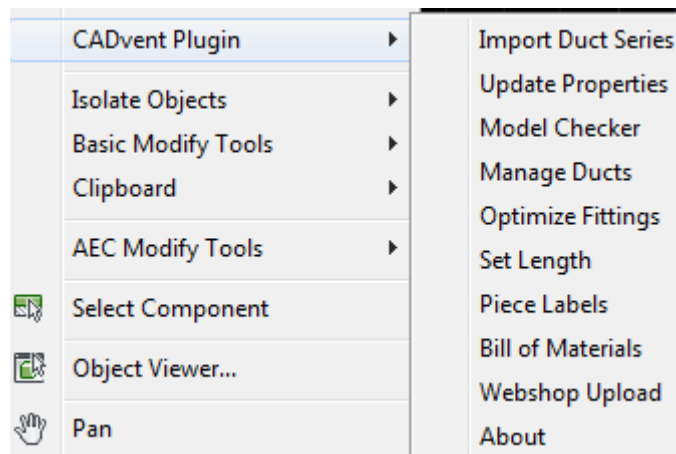 CADvent Plugin
Isolate Objects
Basic Modify Tools
Clipboard
AEC Modify Tools
Select Component
Object Viewer...
Pan
Import Duct Series
Update Properties
Model Checker
Manage Ducts
Optimize Fittings
Set Length
Piece Labels
Bill of Materials
Webshop Upload
About